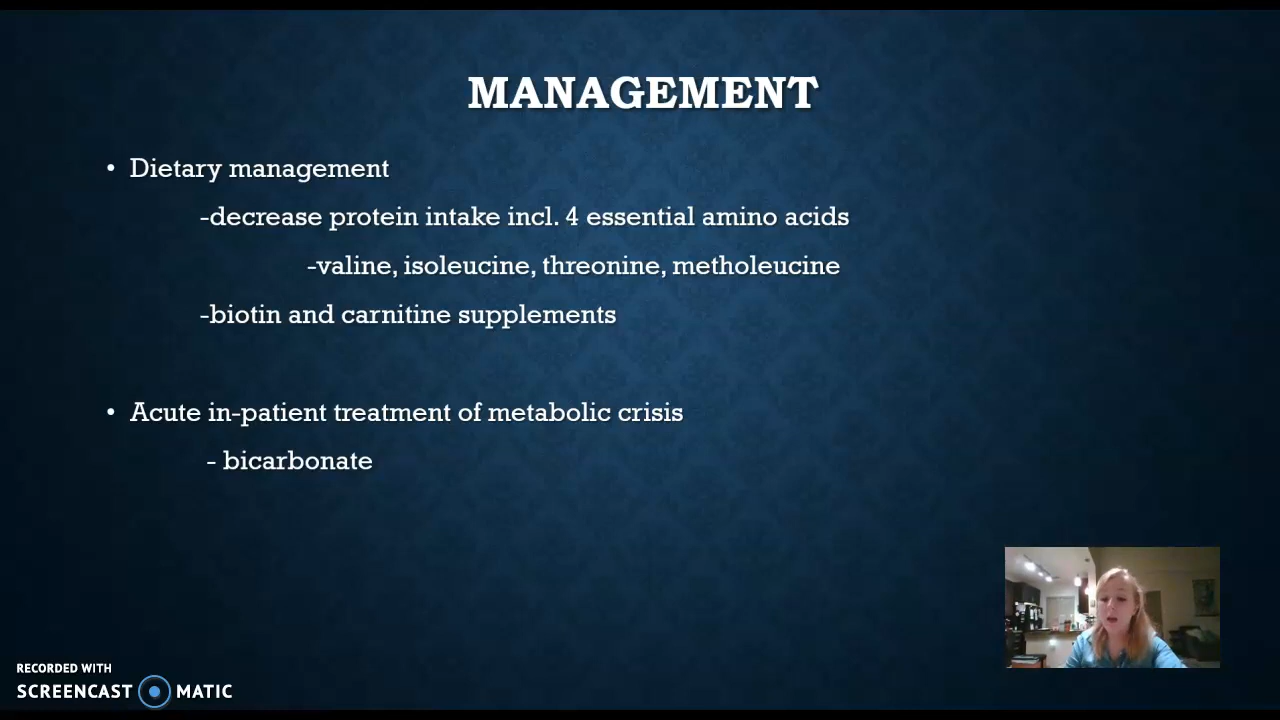 MANAGEMENT
• Dietary management
-decrease protein intake incl. 4 essential amino acids
-valine, isoleucine, threonine, metholeucine
-biotin and carnitine supplements
• Acute in-patient treatment of metabolic crisis
- bicarbonate
RECORDED WITH
SCREENCAST MATIC